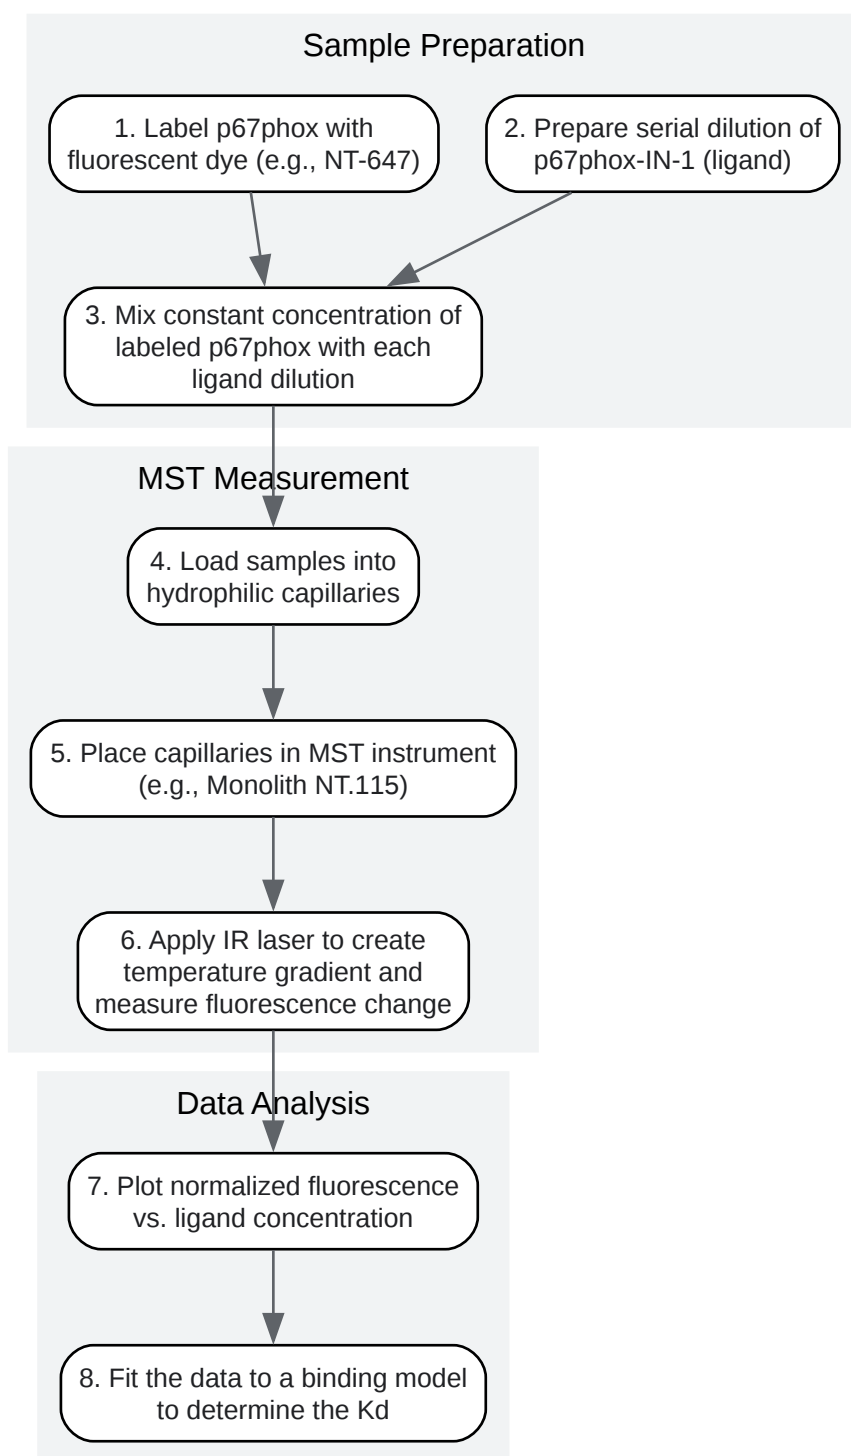 Sample Preparation
1. Label p67phox with
fluorescent dye (e.g., NT-647)
2. Prepare serial dilution of
p67phox-IN-1 (ligand)
3. Mix constant concentration of
labeled p67phox with each
ligand dilution
MST Measurement
4. Load samples into
hydrophilic capillaries
5. Place capillaries in MST instrument
(e.g., Monolith NT.115)
6. Apply IR laser to create
temperature gradient and
measure fluorescence change
Data Analysis
7. Plot normalized fluorescence
vs. ligand concentration
8. Fit the data to a binding model
to determine the Kd